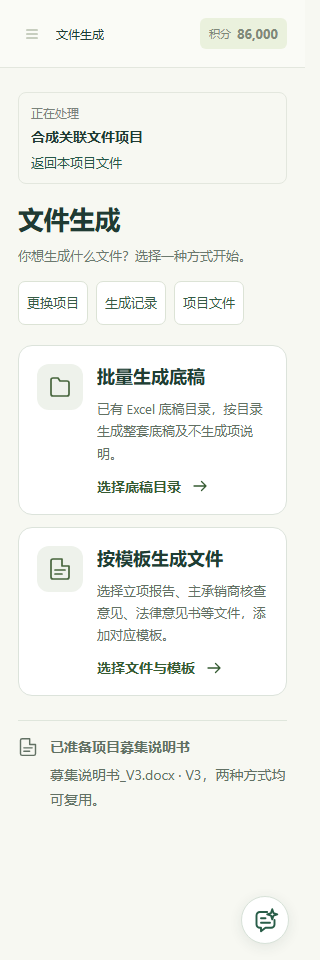 文件生成
积分 86,000
正在处理
合成关联文件项目
返回本项目文件
文件生成
你想生成什么文件？选择一种方式开始。
更换项目 生成记录 项目文件
批量生成底稿
已有 Excel 底稿目录，按目录
生成整套底稿及不生成项说
明。
选择底稿目录 →
按模板生成文件
选择立项报告、主承销商核查
意见、法律意见书等文件，添
加对应模板。
选择文件与模板 →
已准备项目募集说明书
募集说明书_V3.docx · V3，两种方式均
可复用。